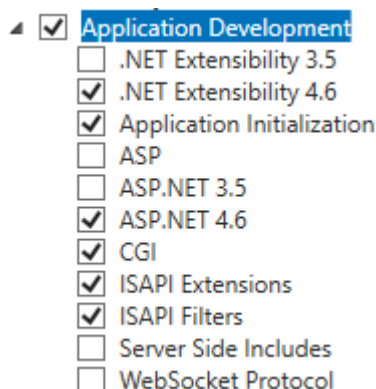 Application Development
.NET Extensibility 3.5
.NET Extensibility 4.6
Application Initialization
ASP
ASP.NET 3.5
ASP.NET 4.6
CGI
ISAPI Extensions
ISAPI Filters
Server Side Includes
WebSocket Protocol